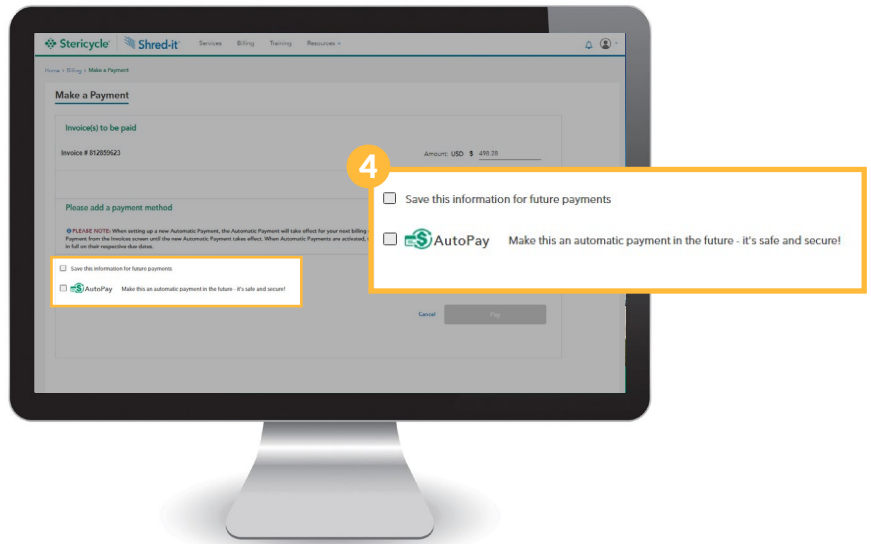 Stericycle Shred-it Services Billing Training Resources
Home > Billing > Make a Payment
Make a Payment
Invoice(s) to be paid
Invoice # 812859623 Amount: USD $ 498.28
4
Save this information for future payments
AutoPay Make this an automatic payment in the future - it's safe and secure!
Please add a payment method
PLEASE NOTE: When setting up a new Automatic Payment, the Automatic Payment will take effect for your next billing
Payment from the Invoices screen until the new Automatic Payment takes effect. When Automatic Payments are activated,
in full on their respective due dates.
Save this information for future payments
AutoPay Make this an automatic payment in the future - it's safe and secure!
Cancel Pay